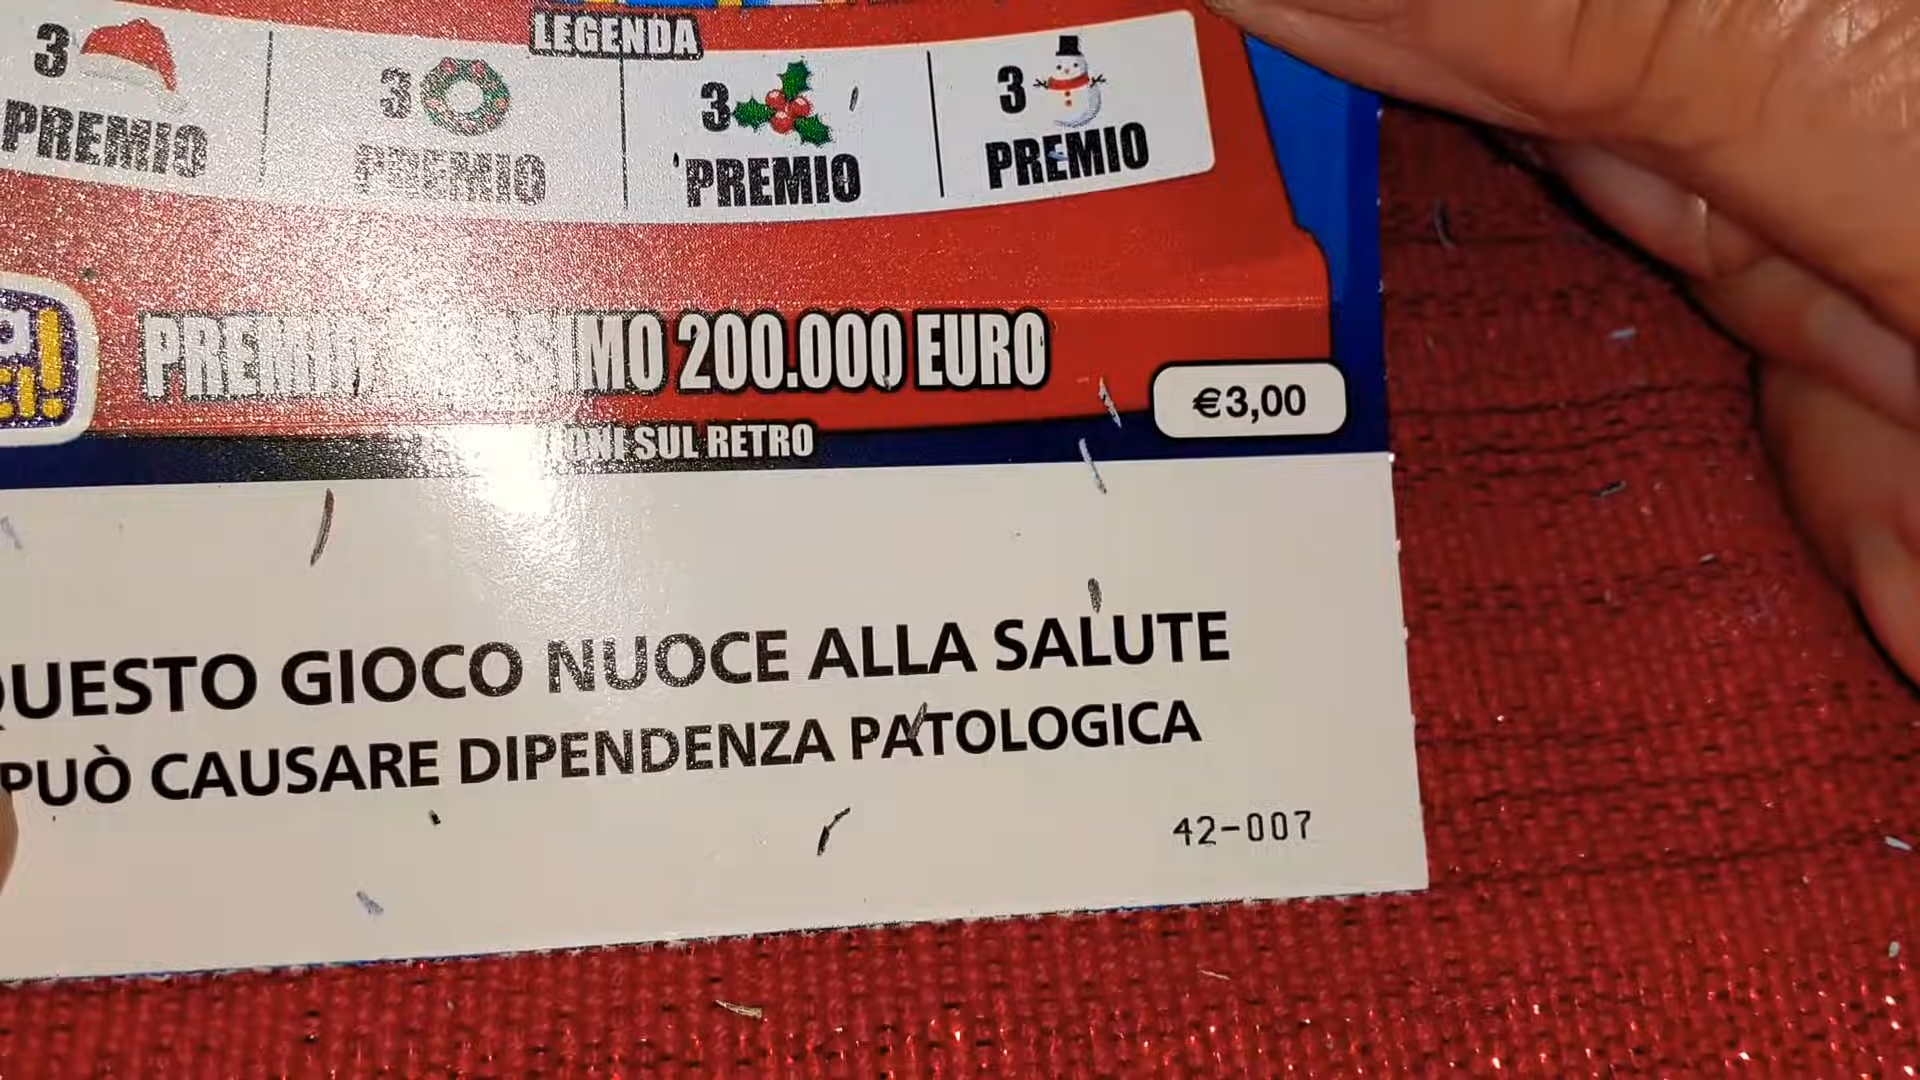 LEGENDA
3 3 3 3
PREMIO PREMIO PREMIO PREMIO
PREMIO 200.000 EURO
€3,00
SUL RETRO
QUESTO GIOCO NUOCE ALLA SALUTE
PUÒ CAUSARE DIPENDENZA PATOLOGICA
42-007